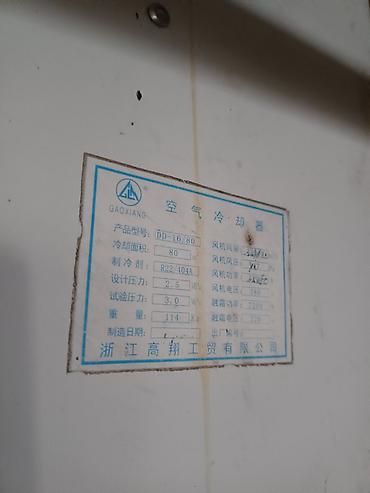 GAOXIANG
空气冷却器
产品型号: DD-16/80 风机风量
冷却面积: 80 风机风压
制冷剂: R22/404A 风机功率
设计压力: 2.5 风机电压: 380
试验压力: 3.0 融霜功率:
重量: 114 融霜电压: 220
制造日期: 出厂编号
浙江高翔工贸有限公司